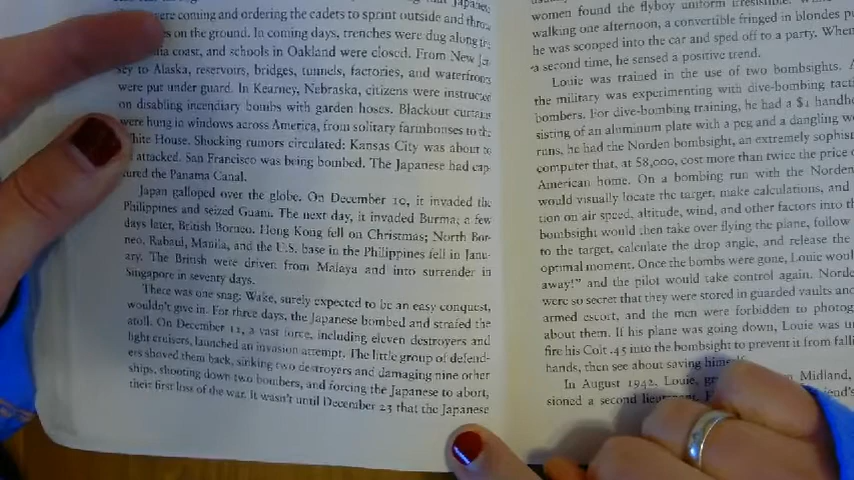 were coming and ordering the cadets to sprint outside and throw
on the ground. In coming days, trenches were dug along the
coast, and schools in Oakland were closed. From New Jer-
sey to Alaska, reservoirs, bridges, tunnels, factories, and waterfronts
were put under guard. In Kearney, Nebraska, citizens were instructed
on disabling incendiary bombs with garden hoses. Blackout curtains
were hung in windows across America, from solitary farmhouses to the
White House. Shocking rumors circulated: Kansas City was about to
attacked. San Francisco was being bombed. The Japanese had cap-
tured the Panama Canal.
Japan galloped over the globe. On December 10, it invaded the
Philippines and seized Guam. The next day, it invaded Burma; a few
days later, British Borneo. Hong Kong fell on Christmas; North Bor-
neo, Rabaul, Manila, and the U.S. base in the Philippines fell in Janu-
ary. The British were driven from Malaya and into surrender in
Singapore in seventy days.
There was one snag: Wake, surely expected to be an easy conquest,
wouldn't give in. For three days, the Japanese bombed and strafed the
atoll. On December 11, a vast force, including eleven destroyers and
light cruisers, launched an invasion attempt. The little group of defend-
ers shoved them back, sinking two destroyers and damaging nine other
ships, shooting down two bombers, and forcing the Japanese to abort,
their first loss of the war. It wasn't until December 23 that the Japanese
women found the flyboy uniform
walking one afternoon, a convertible fringed in blondes
he was scooped into the car and sped off to a party. When
a second time, he sensed a positive trend.
Louie was trained in the use of two bombsights.
the military was experimenting with dive-bombing
bombers. For dive-bombing training, he had a $1
sisting of an aluminum plate with a peg and a dangling
runs, he had the Norden bombsight, an extremely
computer that, at $8,000, cost more than twice the price
American home. On a bombing run with the Norden
would visually locate the target, make calculations, and
tion on air speed, altitude, wind, and other factors into
bombsight would then take over flying the plane, follow
to the target, calculate the drop angle, and release the
optimal moment. Once the bombs were gone, Louie would
away!" and the pilot would take control again.
were so secret that they were stored in guarded vaults and
armed escort, and the men were forbidden to
about them. If his plane was going down, Louie was
fire his Colt .45 into the bombsight to prevent it from
hands, then see about saving himself.
In August 1942, Louie, Midland,
sioned a second lieutenant.